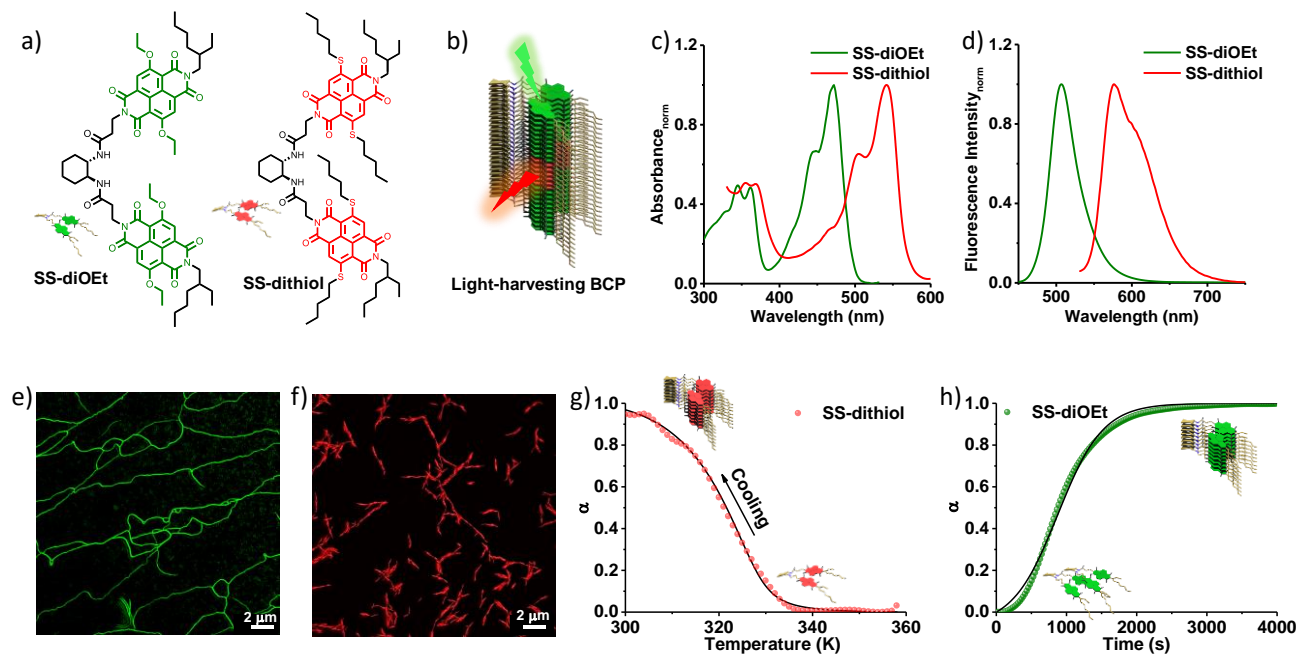 a)
SS-diOEt
SS-dithiol
b)
Light-harvesting BCP
c)
SS-diOEt
SS-dithiol
Absorbance norm
1.2
0.8
0.4
0.0
300 400 500 600
Wavelength (nm)
d)
SS-diOEt
SS-dithiol
Fluorescence Intensity norm
1.2
0.8
0.4
0.0
500 600 700
Wavelength (nm)
e)
2 μm
f)
2 μm
g)
SS-dithiol
Cooling
α
1.0
0.8
0.6
0.4
0.2
0.0
300 320 340 360
Temperature (K)
h)
SS-diOEt
α
1.0
0.8
0.6
0.4
0.2
0.0
0 1000 2000 3000 4000
Time (s)